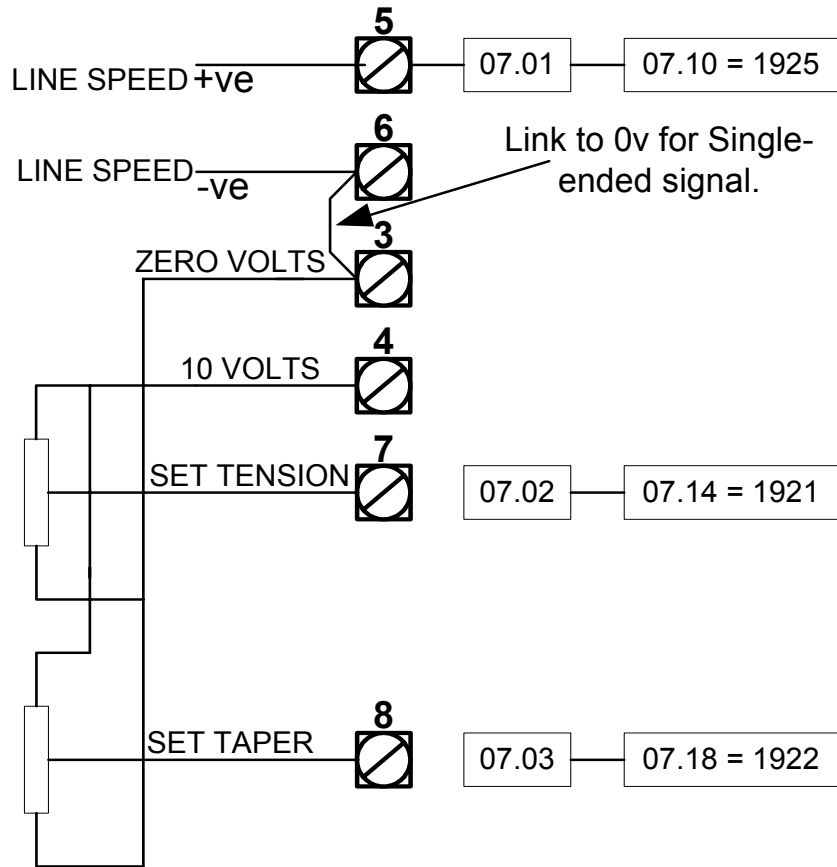 5
LINE SPEED +ve
07.01
07.10 = 1925
6
LINE SPEED -ve
Link to 0v for Single-
ended signal.
3
ZERO VOLTS
4
10 VOLTS
7
SET TENSION
07.02
07.14 = 1921
8
SET TAPER
07.03
07.18 = 1922